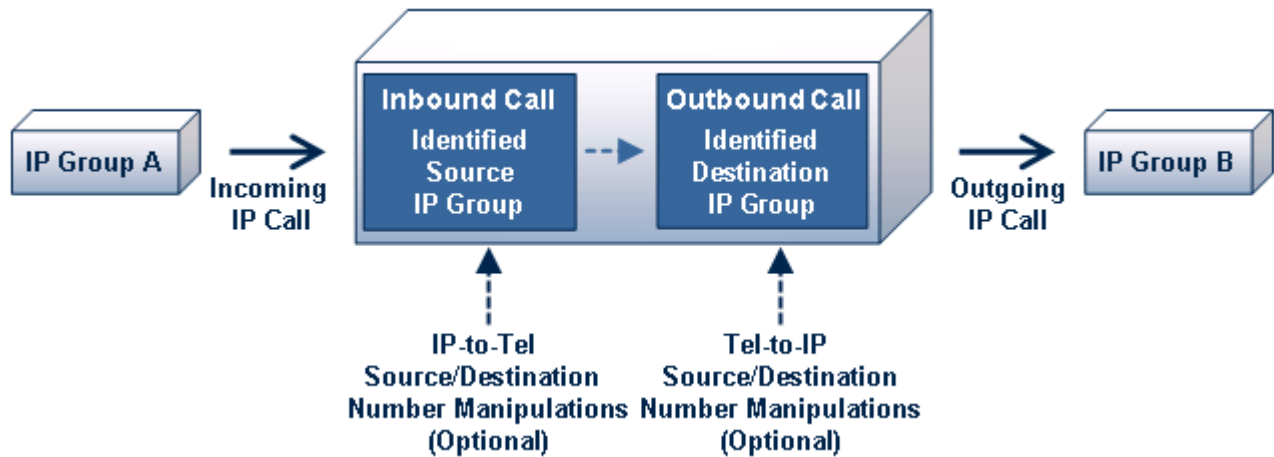 IP Group A
Incoming
IP Call
Inbound Call
Identified
Source
IP Group
Outbound Call
Identified
Destination
IP Group
Outgoing
IP Call
IP Group B
IP-to-Tel
Source/Destination
Number Manipulations
(Optional)
Tel-to-IP
Source/Destination
Number Manipulations
(Optional)